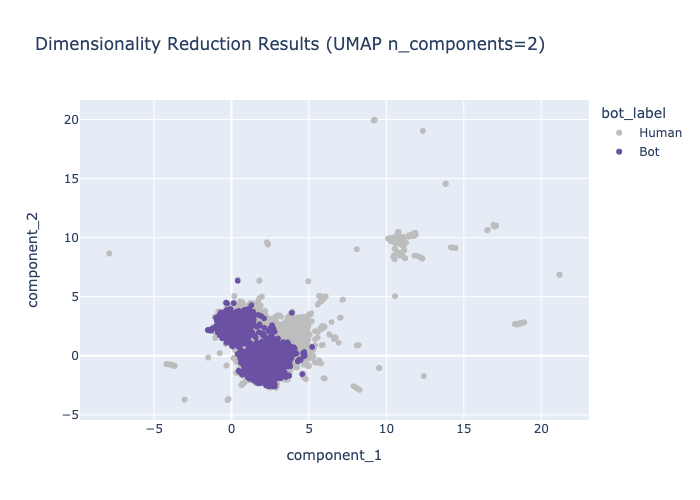 Dimensionality Reduction Results (UMAP n_components=2)
bot_label
Human
Bot
component_2
20
15
10
5
0
−5
−5 0 5 10 15 20
component_1